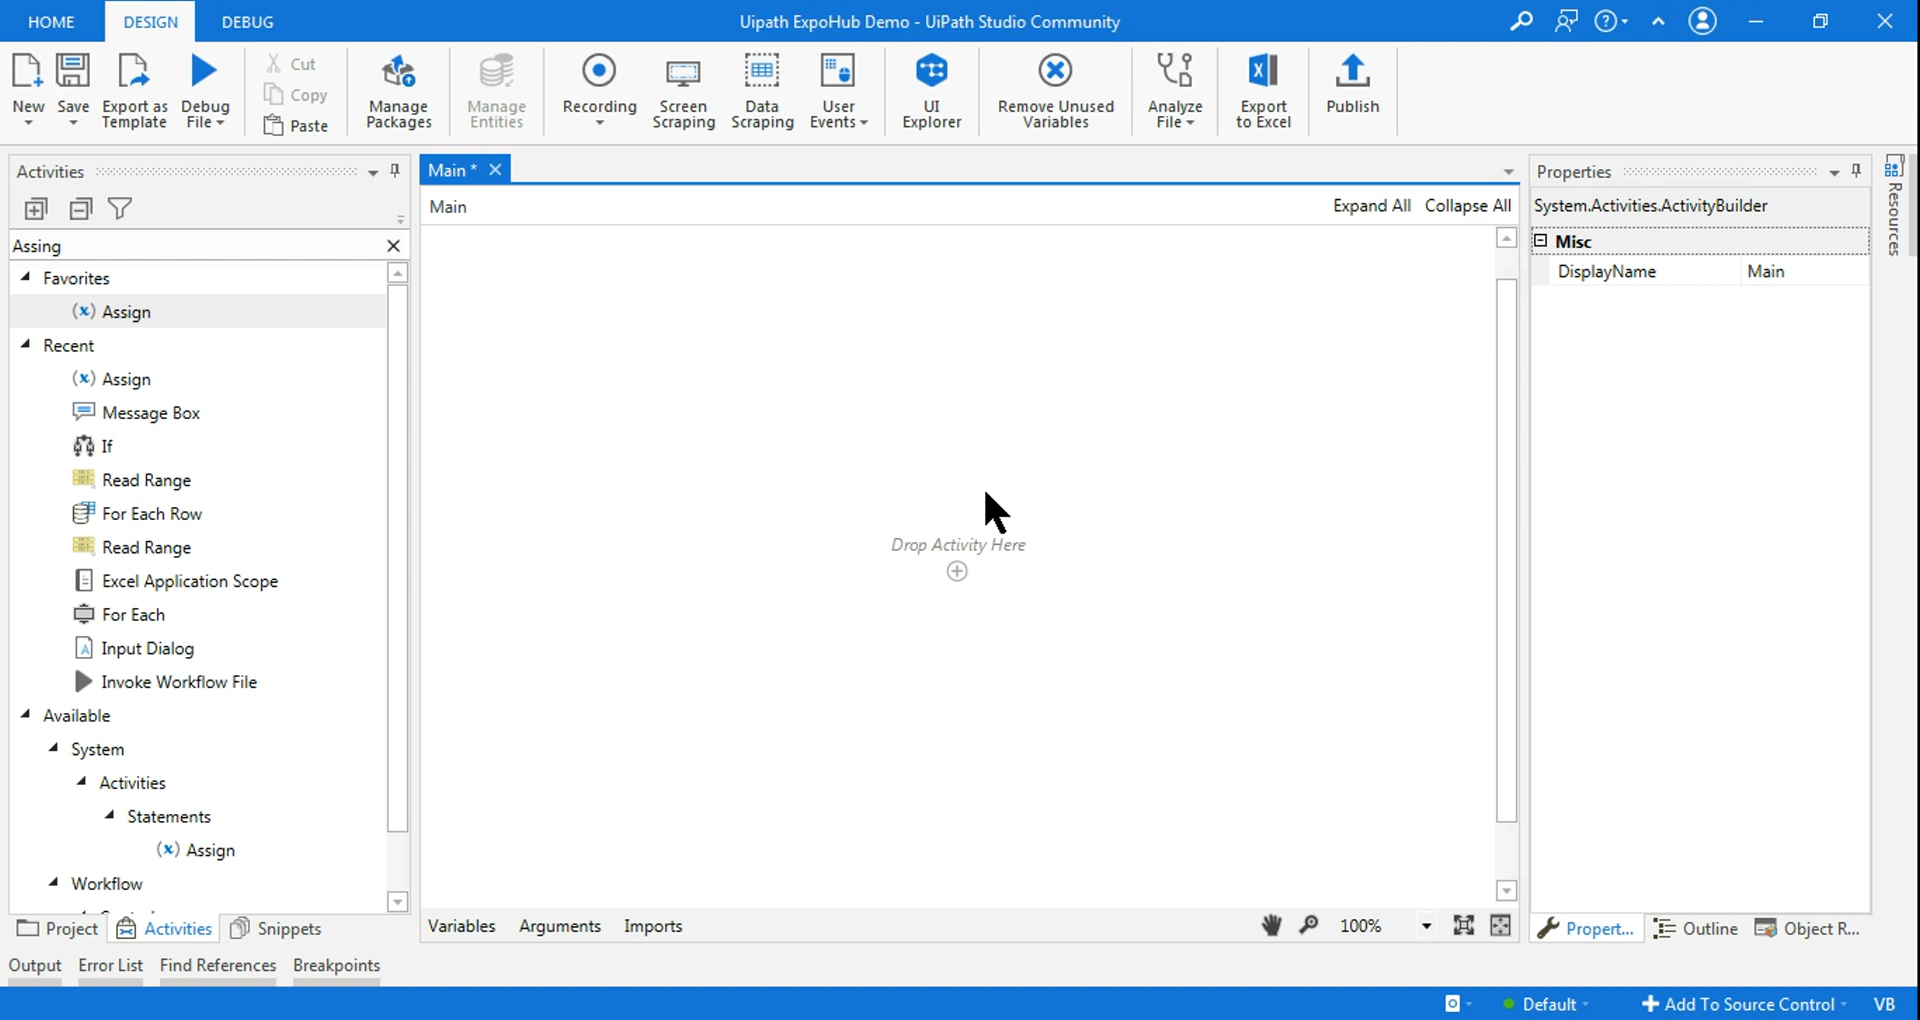 HOME DESIGN DEBUG Uipath ExpoHub Demo - UiPath Studio Community
New Save Export as Template Debug File Cut Copy Paste Manage Packages Manage Entities Recording Screen Scraping Data Scraping User Events UI Explorer Remove Unused Variables Analyze File Export to Excel Publish
Activities
Assing
Favorites
Assign
Recent
Assign
Message Box
If
Read Range
For Each Row
Read Range
Excel Application Scope
For Each
Input Dialog
Invoke Workflow File
Available
System
Activities
Statements
Assign
Workflow
Project Activities Snippets
Main *
Main Expand All Collapse All
Drop Activity Here
Variables Arguments Imports 100%
Properties
System.Activities.ActivityBuilder
Misc
DisplayName Main
Propert... Outline Object R...
Resources
Output Error List Find References Breakpoints
Default Add To Source Control VB